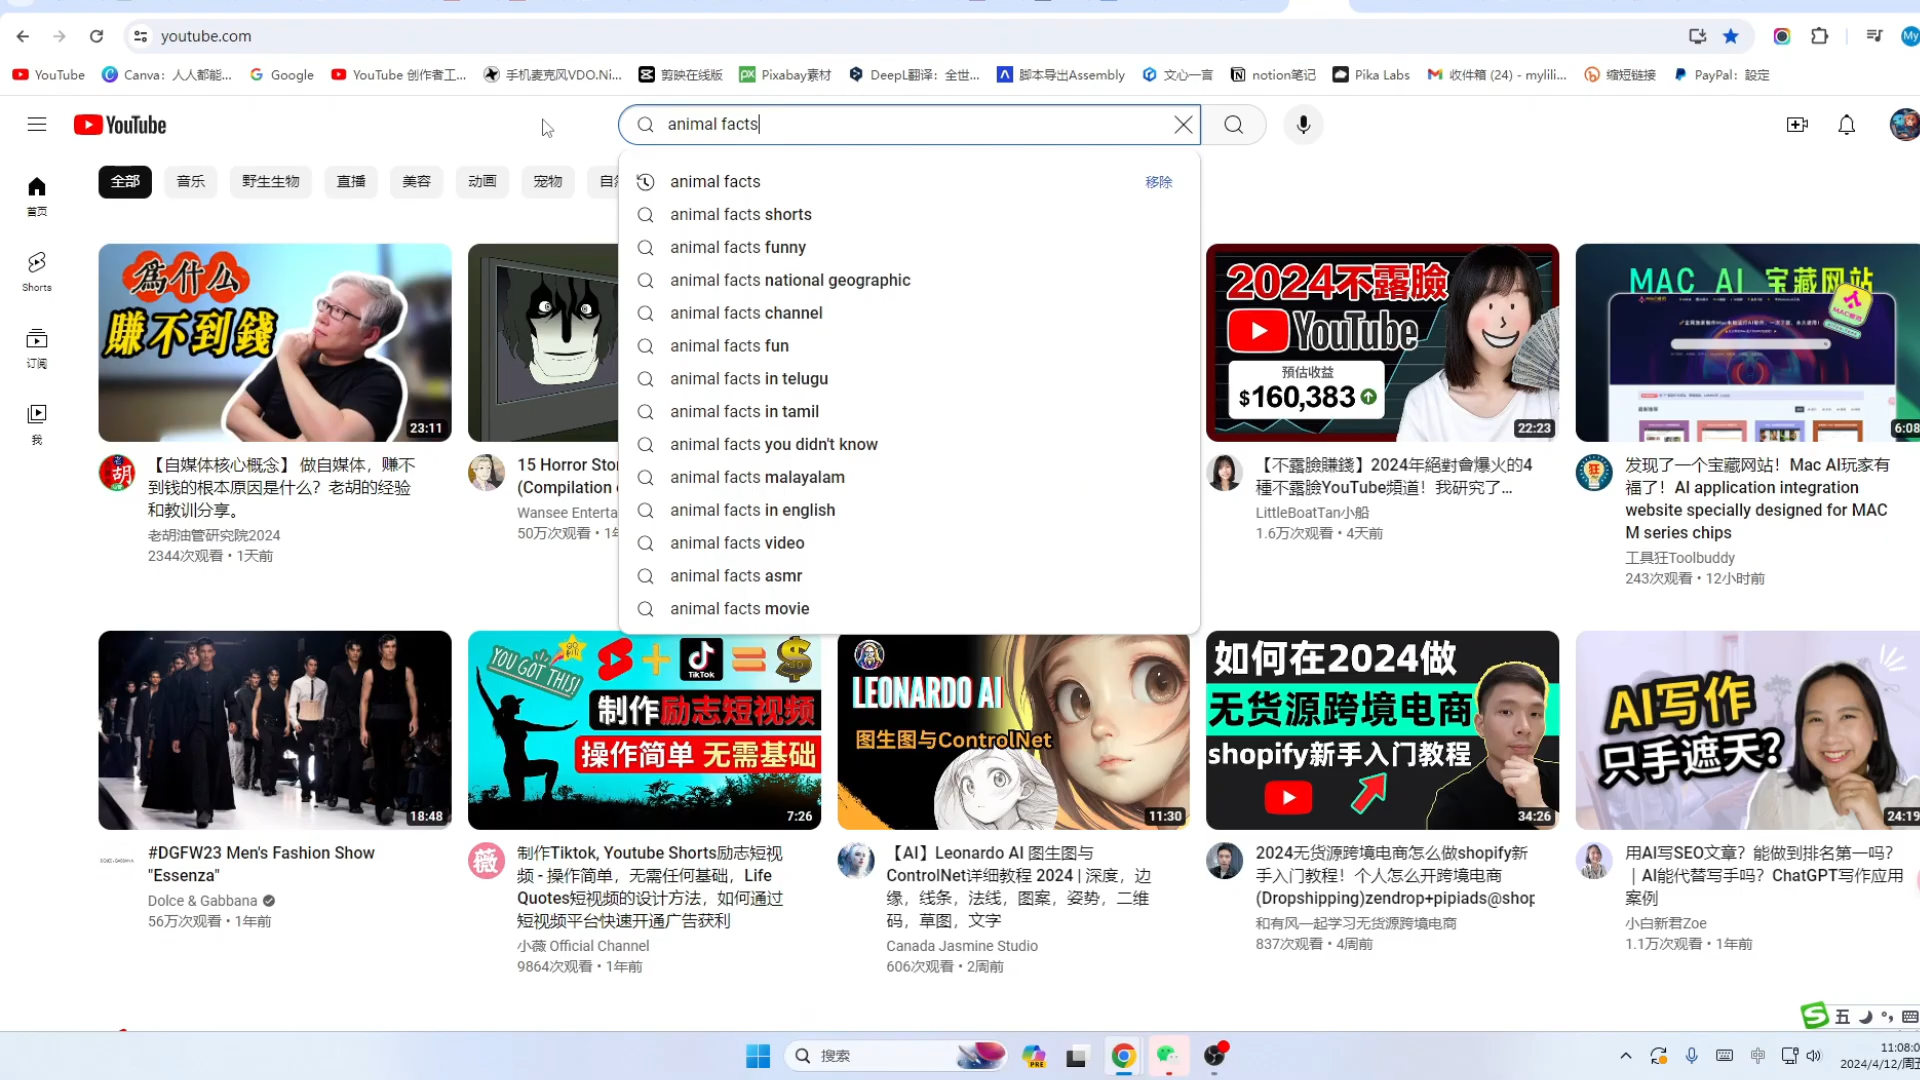 youtube.com
YouTube
Canva：人人都能...
Google
YouTube 创作者工...
手机麦克风VDO.Ni...
剪映在线版
Pixabay素材
DeepL翻译：全世...
脚本导出Assembly
文心一言
notion笔记
Pika Labs
收件箱 (24) - mylili...
缩短链接
PayPal：設定
YouTube
animal facts
全部
音乐
野生生物
直播
美容
动画
宠物
首页
Shorts
订阅
我
animal facts
移除
animal facts shorts
animal facts funny
animal facts national geographic
animal facts channel
animal facts fun
animal facts in telugu
animal facts in tamil
animal facts you didn't know
animal facts malayalam
animal facts in english
animal facts video
animal facts asmr
animal facts movie
為什么
賺不到錢
23:11
【自媒体核心概念】 做自媒体，赚不
到钱的根本原因是什么？老胡的经验
和教训分享。
老胡油管研究院2024
2344次观看 • 1天前
15 Horror Sto
(Compilation
Wansee Enterta
50万次观看 • 1年
2024不露臉
YouTube
預估收益
$160,383
22:23
【不露臉賺錢】2024年絕對會爆火的4
種不露臉YouTube頻道！我研究了...
LittleBoatTan小船
1.6万次观看 • 4天前
MAC AI 宝藏网站
6:08
发现了一个宝藏网站！Mac AI玩家有
福了！AI application integration
website specially designed for MAC
M series chips
工具狂Toolbuddy
243次观看 • 12小时前
18:48
#DGFW23 Men's Fashion Show
"Essenza"
Dolce & Gabbana
56万次观看 • 1年前
YOU GOT THIS!
TikTok
制作励志短视频
操作简单 无需基础
7:26
制作Tiktok, Youtube Shorts励志短视
频 - 操作简单，无需任何基础，Life
Quotes短视频的设计方法，如何通过
短视频平台快速开通广告获利
小薇 Official Channel
9864次观看 • 1年前
LEONARDO AI
图生图与ControlNet
11:30
【AI】Leonardo AI 图生图与
ControlNet详细教程 2024 | 深度，边
缘，线条，法线，图案，姿势，二维
码，草图，文字
Canada Jasmine Studio
606次观看 • 2周前
如何在2024做
无货源跨境电商
shopify新手入门教程
34:26
2024无货源跨境电商怎么做shopify新
手入门教程！个人怎么开跨境电商
(Dropshipping)zendrop+pipiads@shop
和有风一起学习无货源跨境电商
837次观看 • 4周前
AI写作
只手遮天?
24:19
用AI写SEO文章？能做到排名第一吗？
｜AI能代替写手吗？ChatGPT写作应用
案例
小白新君Zoe
1.1万次观看 • 1年前
五
搜索
PRE
中
11:08:0
2024/4/12/周五